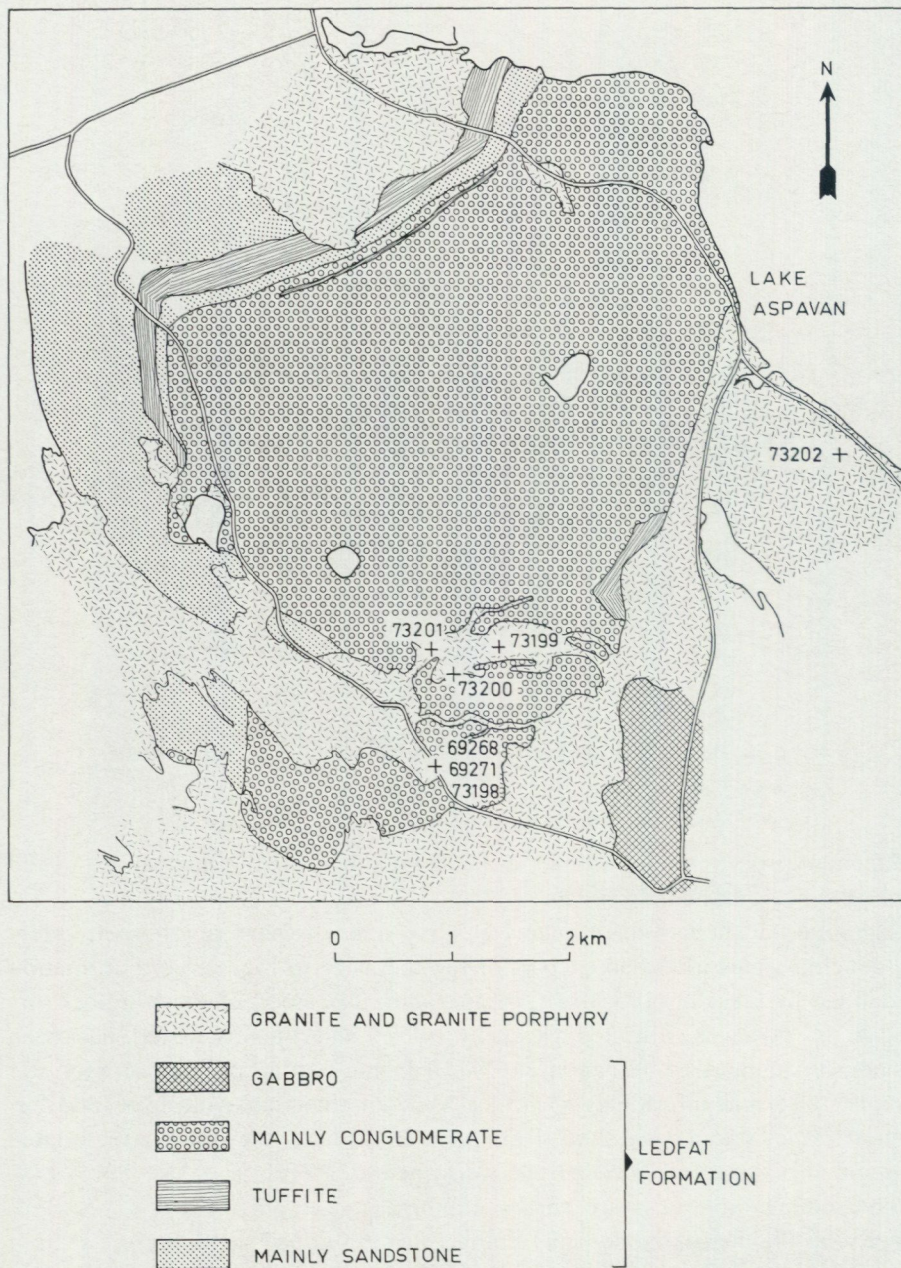 N
LAKE
ASPAVAN
73202 +
73201
+
+ 73199
+
73200
69268
+ 69271
73198
0 1 2 km
GRANITE AND GRANITE PORPHYRY
GABBRO
MAINLY CONGLOMERATE
LEDFAT
FORMATION
TUFFITE
MAINLY SANDSTONE